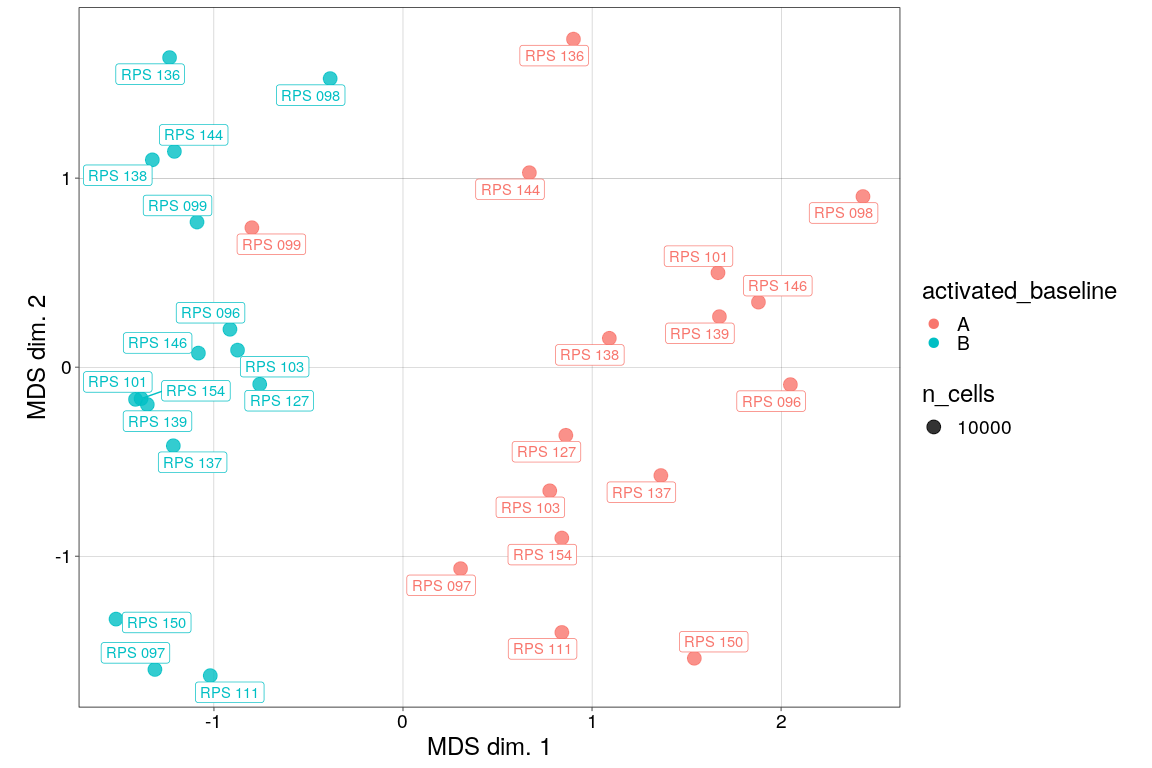 RPS 136
RPS 136
RPS 098
RPS 144
RPS 138
RPS 144
RPS 099
RPS 098
RPS 099
RPS 101
RPS 146
RPS 096
RPS 139
RPS 146
RPS 138
RPS 103
RPS 101
RPS 154
RPS 127
RPS 096
RPS 139
RPS 127
RPS 137
RPS 137
RPS 103
RPS 154
RPS 097
RPS 150
RPS 097
RPS 111
RPS 150
RPS 111
1
0
-1
-1
0
1
2
MDS dim. 1
MDS dim. 2
activated_baseline
A
B
n_cells
10000